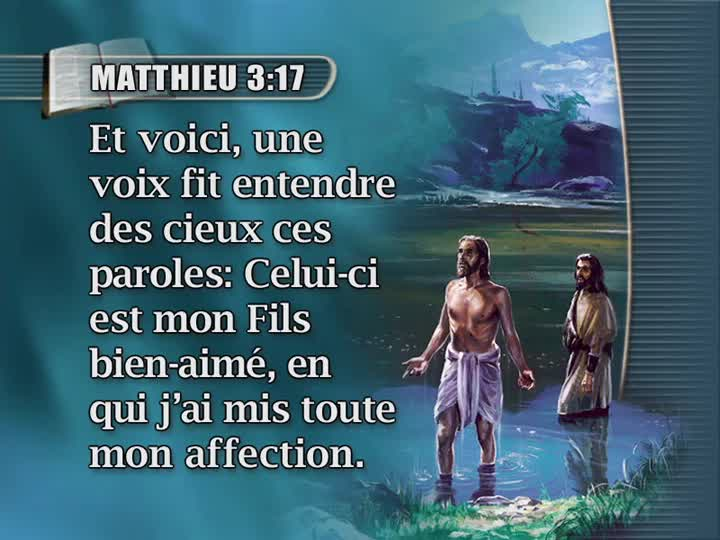 MATTHIEU 3:17
Et voici, une
voix fit entendre
des cieux ces
paroles: Celui-ci
est mon Fils
bien-aimé, en
qui j’ai mis toute
mon affection.